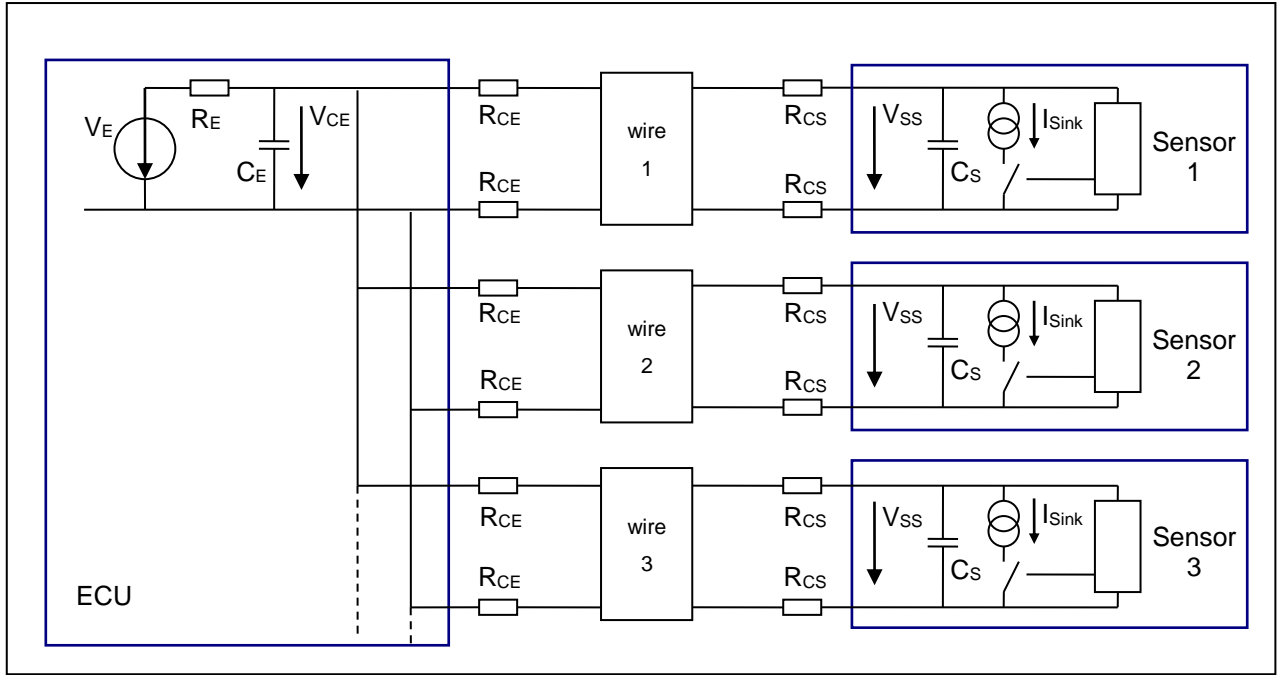 VE
RE
CE
VCE
RCE
RCE
wire
1
RCS
RCS
VSS
CS
ISink
Sensor
1
RCE
RCE
wire
2
RCS
RCS
VSS
CS
ISink
Sensor
2
RCE
RCE
wire
3
RCS
RCS
VSS
CS
ISink
Sensor
3
ECU